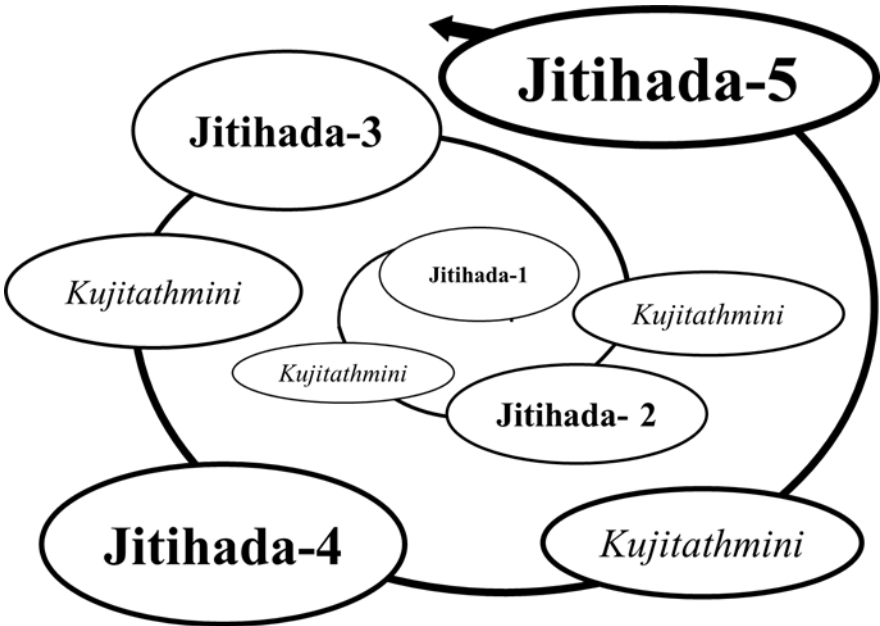 Jitihada-5
Jitihada-3
Jitihada-1
Kujitathmini
Kujitathmini
Kujitathmini
Jitihada- 2
Jitihada-4
Kujitathmini